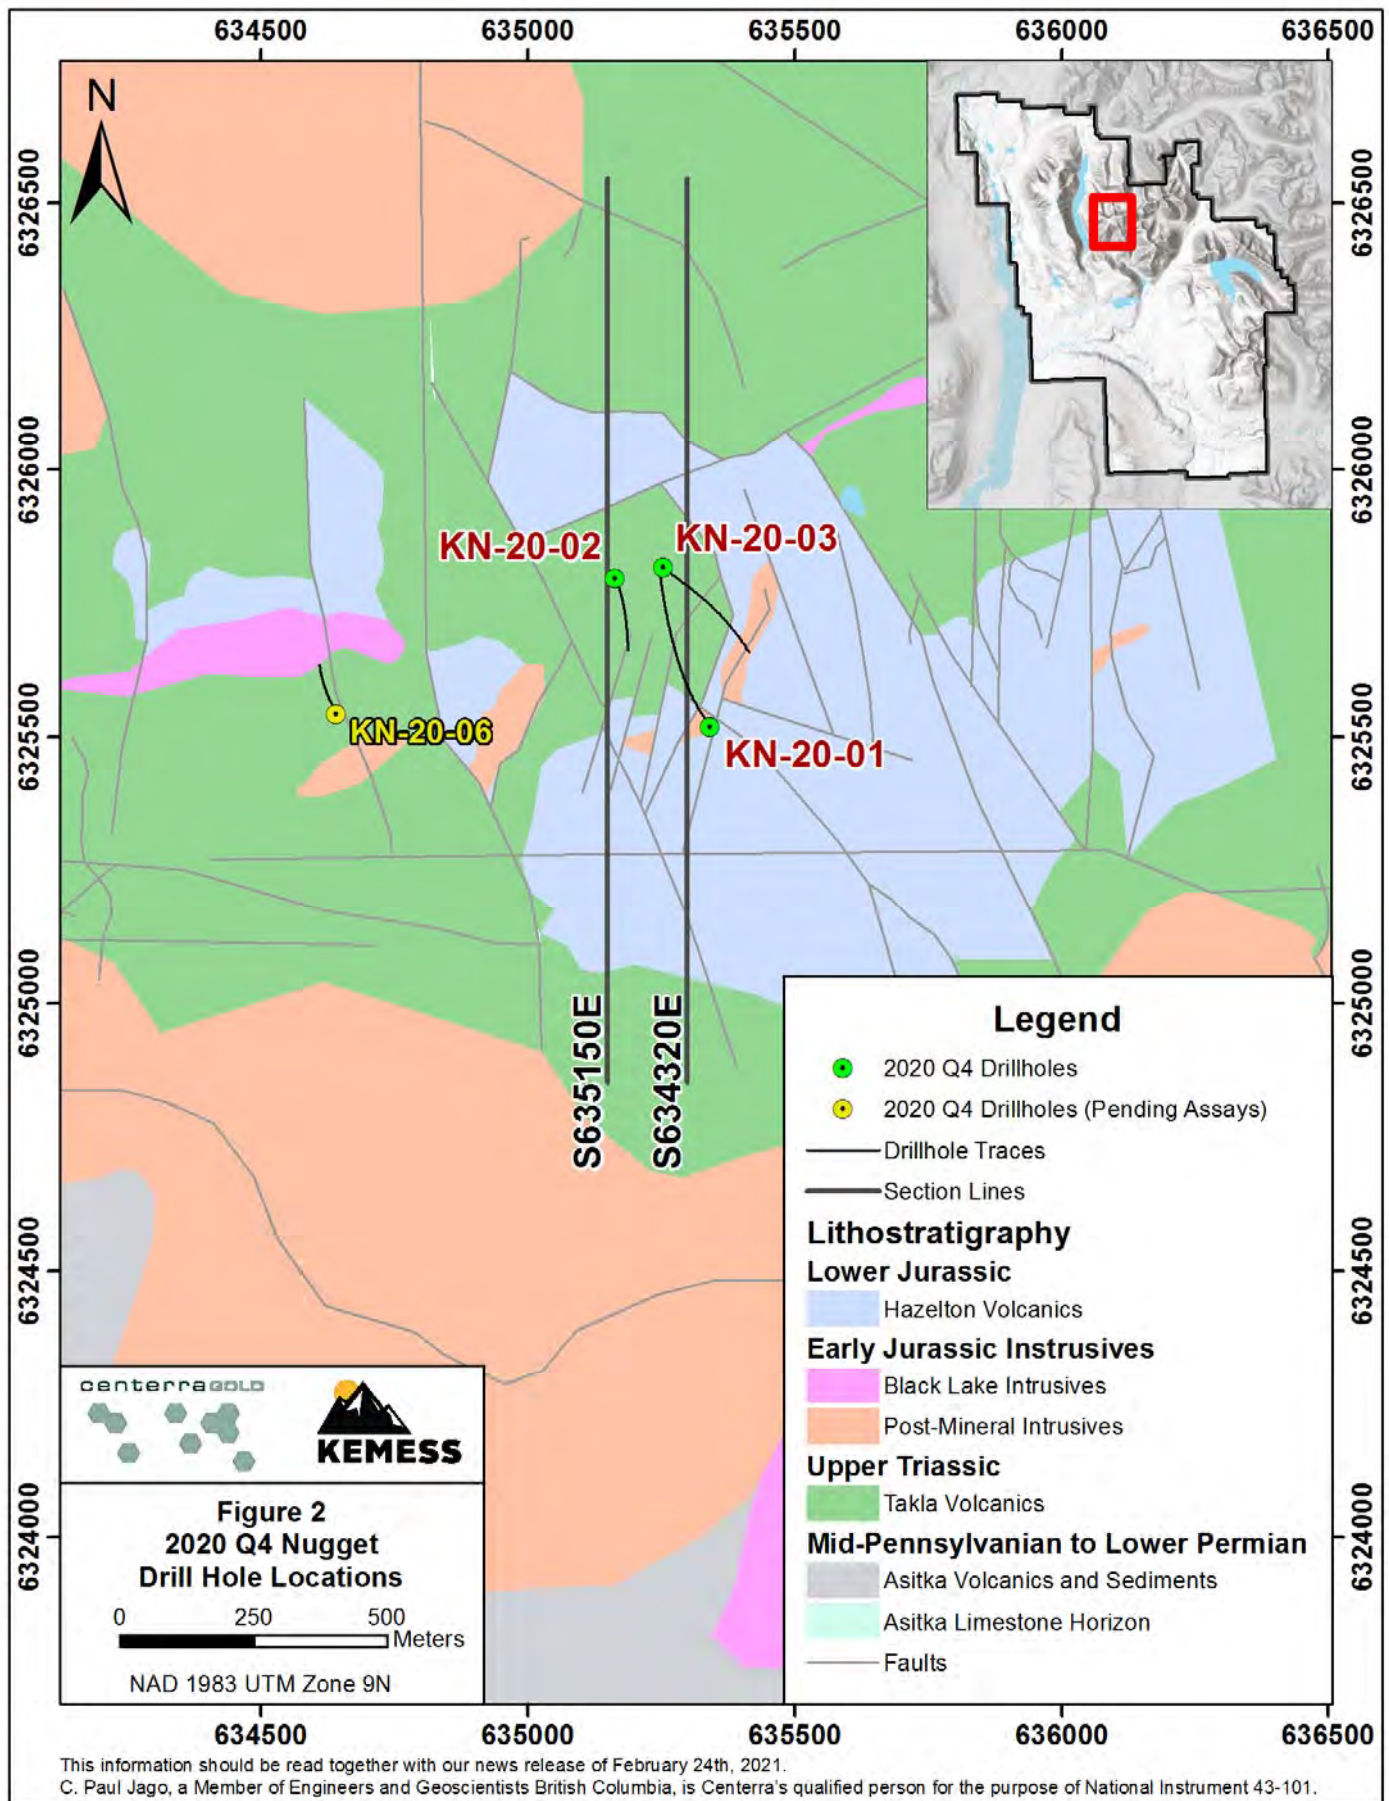 634500
635000
635500
636000
636500
N
6326500
6326500
6326000
6326000
KN-20-02
KN-20-03
KN-20-06
KN-20-01
6325500
6325500
6325000
6325000
S635150E
S634320E
6324500
6324500
6324000
6324000
Legend
2020 Q4 Drillholes
2020 Q4 Drillholes (Pending Assays)
Drillhole Traces
Section Lines
Lithostratigraphy
Lower Jurassic
Hazelton Volcanics
Early Jurassic Instrusives
Black Lake Intrusives
Post-Mineral Intrusives
Upper Triassic
Takla Volcanics
Mid-Pennsylvanian to Lower Permian
Asitka Volcanics and Sediments
Asitka Limestone Horizon
Faults
centerraGOLD
KEMESS
Figure 2
2020 Q4 Nugget
Drill Hole Locations
0 250 500
Meters
NAD 1983 UTM Zone 9N
634500
635000
635500
636000
636500
This information should be read together with our news release of February 24th, 2021.
C. Paul Jago, a Member of Engineers and Geoscientists British Columbia, is Centerra's qualified person for the purpose of National Instrument 43-101.